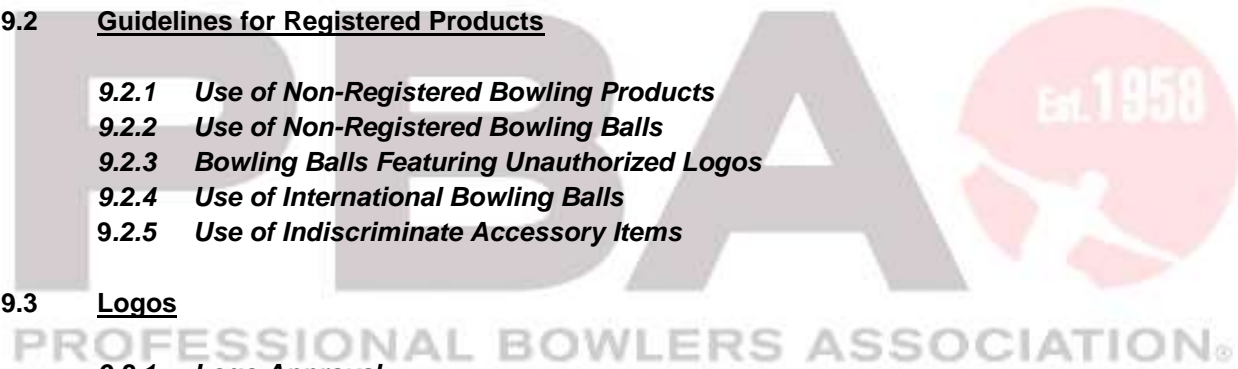 9.2 Guidelines for Registered Products
9.2.1 Use of Non-Registered Bowling Products
9.2.2 Use of Non-Registered Bowling Balls
9.2.3 Bowling Balls Featuring Unauthorized Logos
9.2.4 Use of International Bowling Balls
9.2.5 Use of Indiscriminate Accessory Items
9.3 Logos
PBA
Est. 1958
PROFESSIONAL BOWLERS ASSOCIATION®